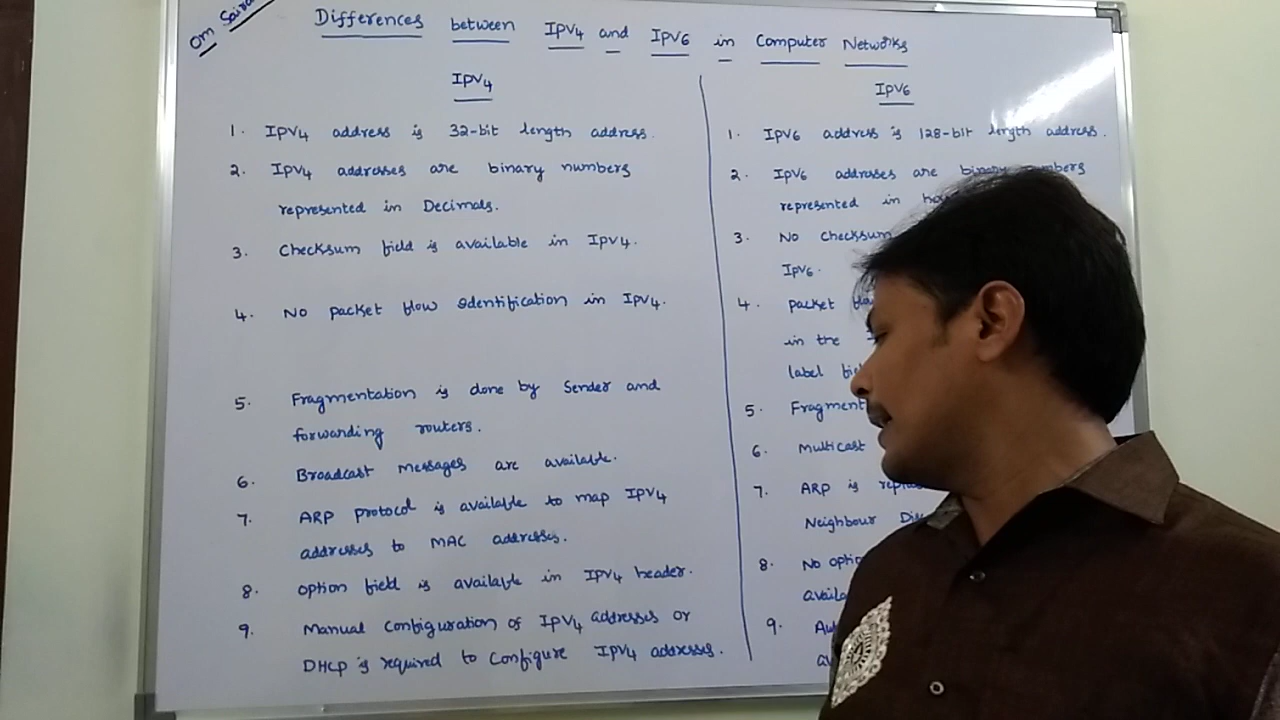 Om Saira
Differences between IPV4 and IPV6 in Computer Networks
IPV4
1. IPV4 address is 32-bit length address.
2. IPV4 addresses are binary numbers
represented in Decimals.
3. Checksum field is available in IPV4.
4. No packet flow identification in IPV4.
5. Fragmentation is done by Sender and
forwarding routers.
6. Broadcast Messages are available.
7. ARP protocol is available to map IPV4
addresses to MAC addresses.
8. option field is available in IPV4 header.
9. Manual Configuration of IPV4 addresses or
DHCP is required to Configure IPV4 addresses.
IPV6
1. IPV6 address is 128-bit length address.
2. IPV6 addresses are binary numbers
represented in
3. No Checksum
IPV6.
4. packet
in the
label
5. Fragment
6. Multicast
7. ARP is
Neighbour
8. No
9.